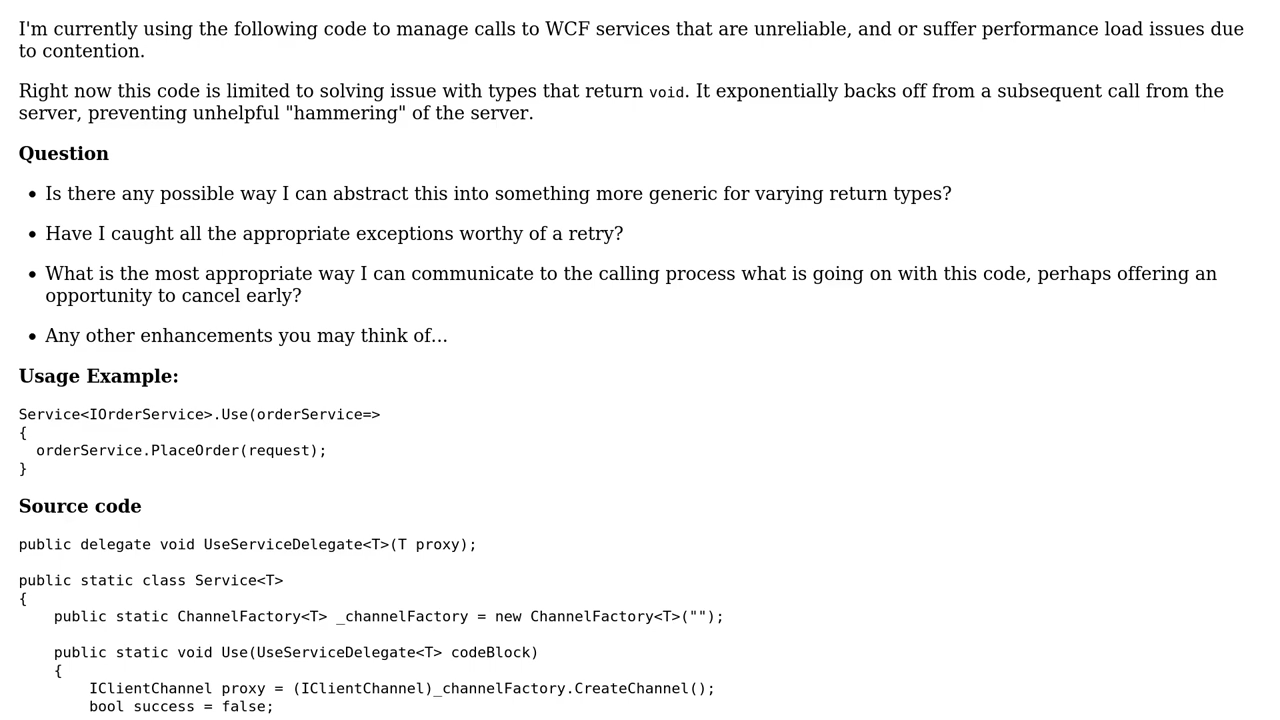 I'm currently using the following code to manage calls to WCF services that are unreliable, and or suffer performance load issues due
to contention.
Right now this code is limited to solving issue with types that return void. It exponentially backs off from a subsequent call from the
server, preventing unhelpful "hammering" of the server.
Question
• Is there any possible way I can abstract this into something more generic for varying return types?
• Have I caught all the appropriate exceptions worthy of a retry?
• What is the most appropriate way I can communicate to the calling process what is going on with this code, perhaps offering an
opportunity to cancel early?
• Any other enhancements you may think of...
Usage Example:
Service<IOrderService>.Use(orderService=>
{
  orderService.PlaceOrder(request);
}
Source code
public delegate void UseServiceDelegate<T>(T proxy);
public static class Service<T>
{
    public static ChannelFactory<T> _channelFactory = new ChannelFactory<T>("");
    public static void Use(UseServiceDelegate<T> codeBlock)
    {
        IClientChannel proxy = (IClientChannel)_channelFactory.CreateChannel();
        bool success = false;